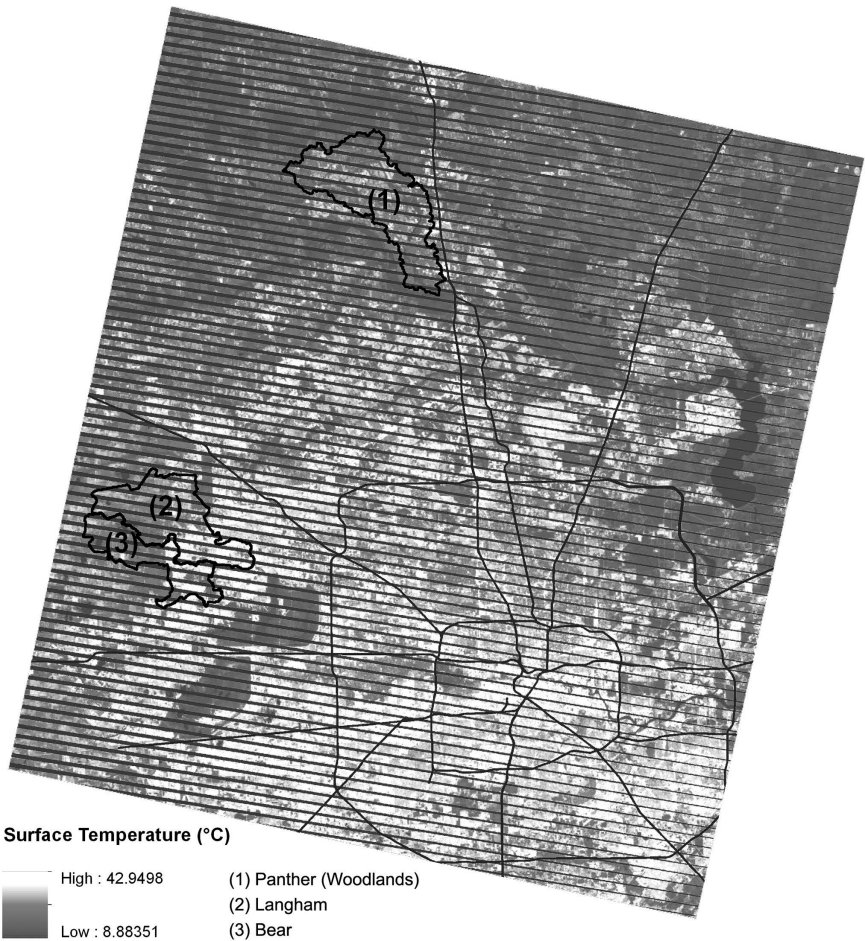 (1)
(2)
(3)
Surface Temperature (°C)
High : 42.9498
Low : 8.88351
(1) Panther (Woodlands)
(2) Langham
(3) Bear